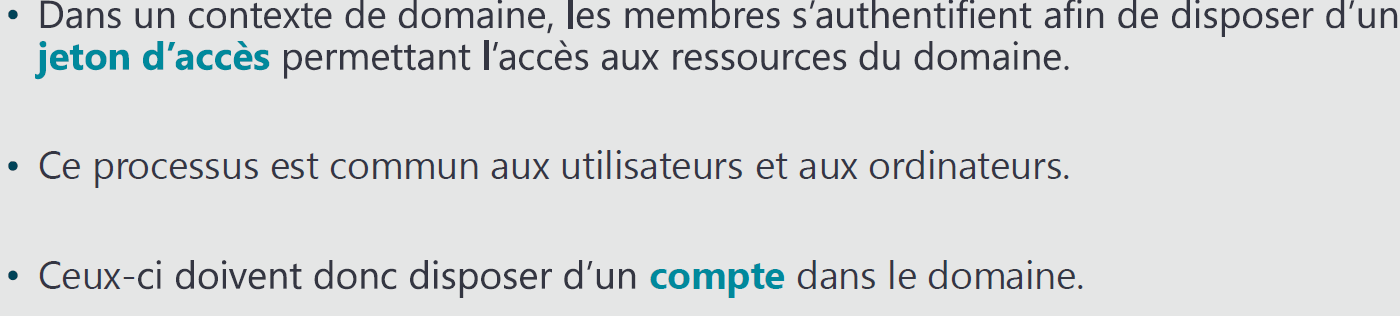 • Dans un contexte de domaine, les membres s’authentifient afin de disposer d’un
jeton d’accès permettant l’accès aux ressources du domaine.
• Ce processus est commun aux utilisateurs et aux ordinateurs.
• Ceux-ci doivent donc disposer d’un compte dans le domaine.